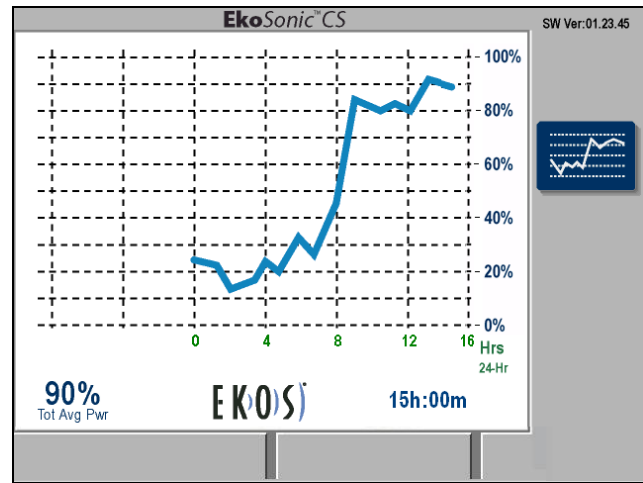 EkoSonic™CS
SW Ver:01.23.45
100%
80%
60%
40%
20%
0%
0 4 8 12 16 Hrs
24-Hr
90%
Tot Avg Pwr
EKOS
15h:00m